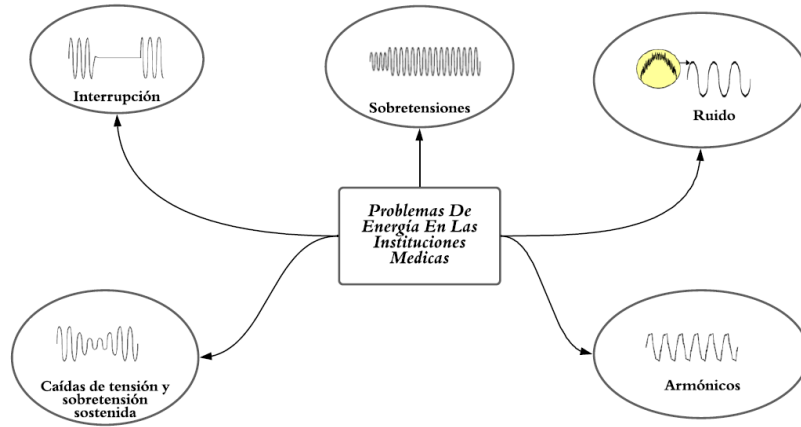 Interrupción
Sobretensiones
Ruido
Problemas De
Energía En Las
Instituciones
Medicas
Caídas de tensión y
sobretensión
sostenida
Armónicos